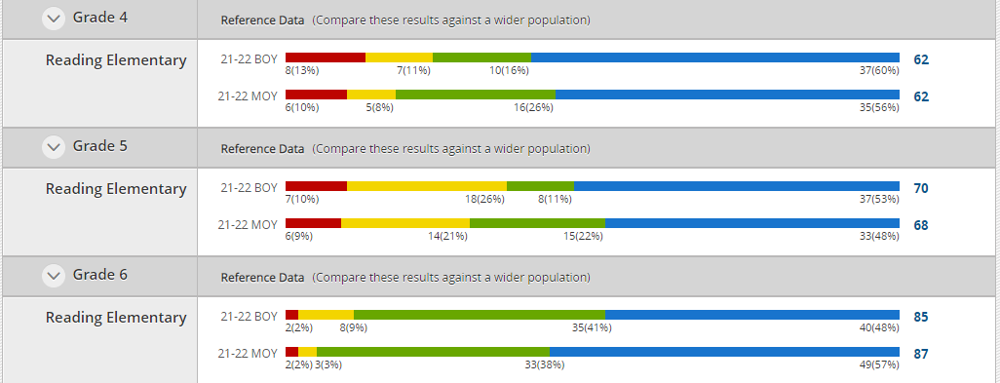 Grade 4 Reference Data (Compare these results against a wider population)
Reading Elementary 21-22 BOY 62
8(13%) 7(11%) 10(16%) 37(60%)
21-22 MOY 62
6(10%) 5(8%) 16(26%) 35(56%)
Grade 5 Reference Data (Compare these results against a wider population)
Reading Elementary 21-22 BOY 70
7(10%) 18(26%) 8(11%) 37(53%)
21-22 MOY 68
6(9%) 14(21%) 15(22%) 33(48%)
Grade 6 Reference Data (Compare these results against a wider population)
Reading Elementary 21-22 BOY 85
2(2%) 8(9%) 35(41%) 40(48%)
21-22 MOY 87
2(2%) 3(3%) 33(38%) 49(57%)